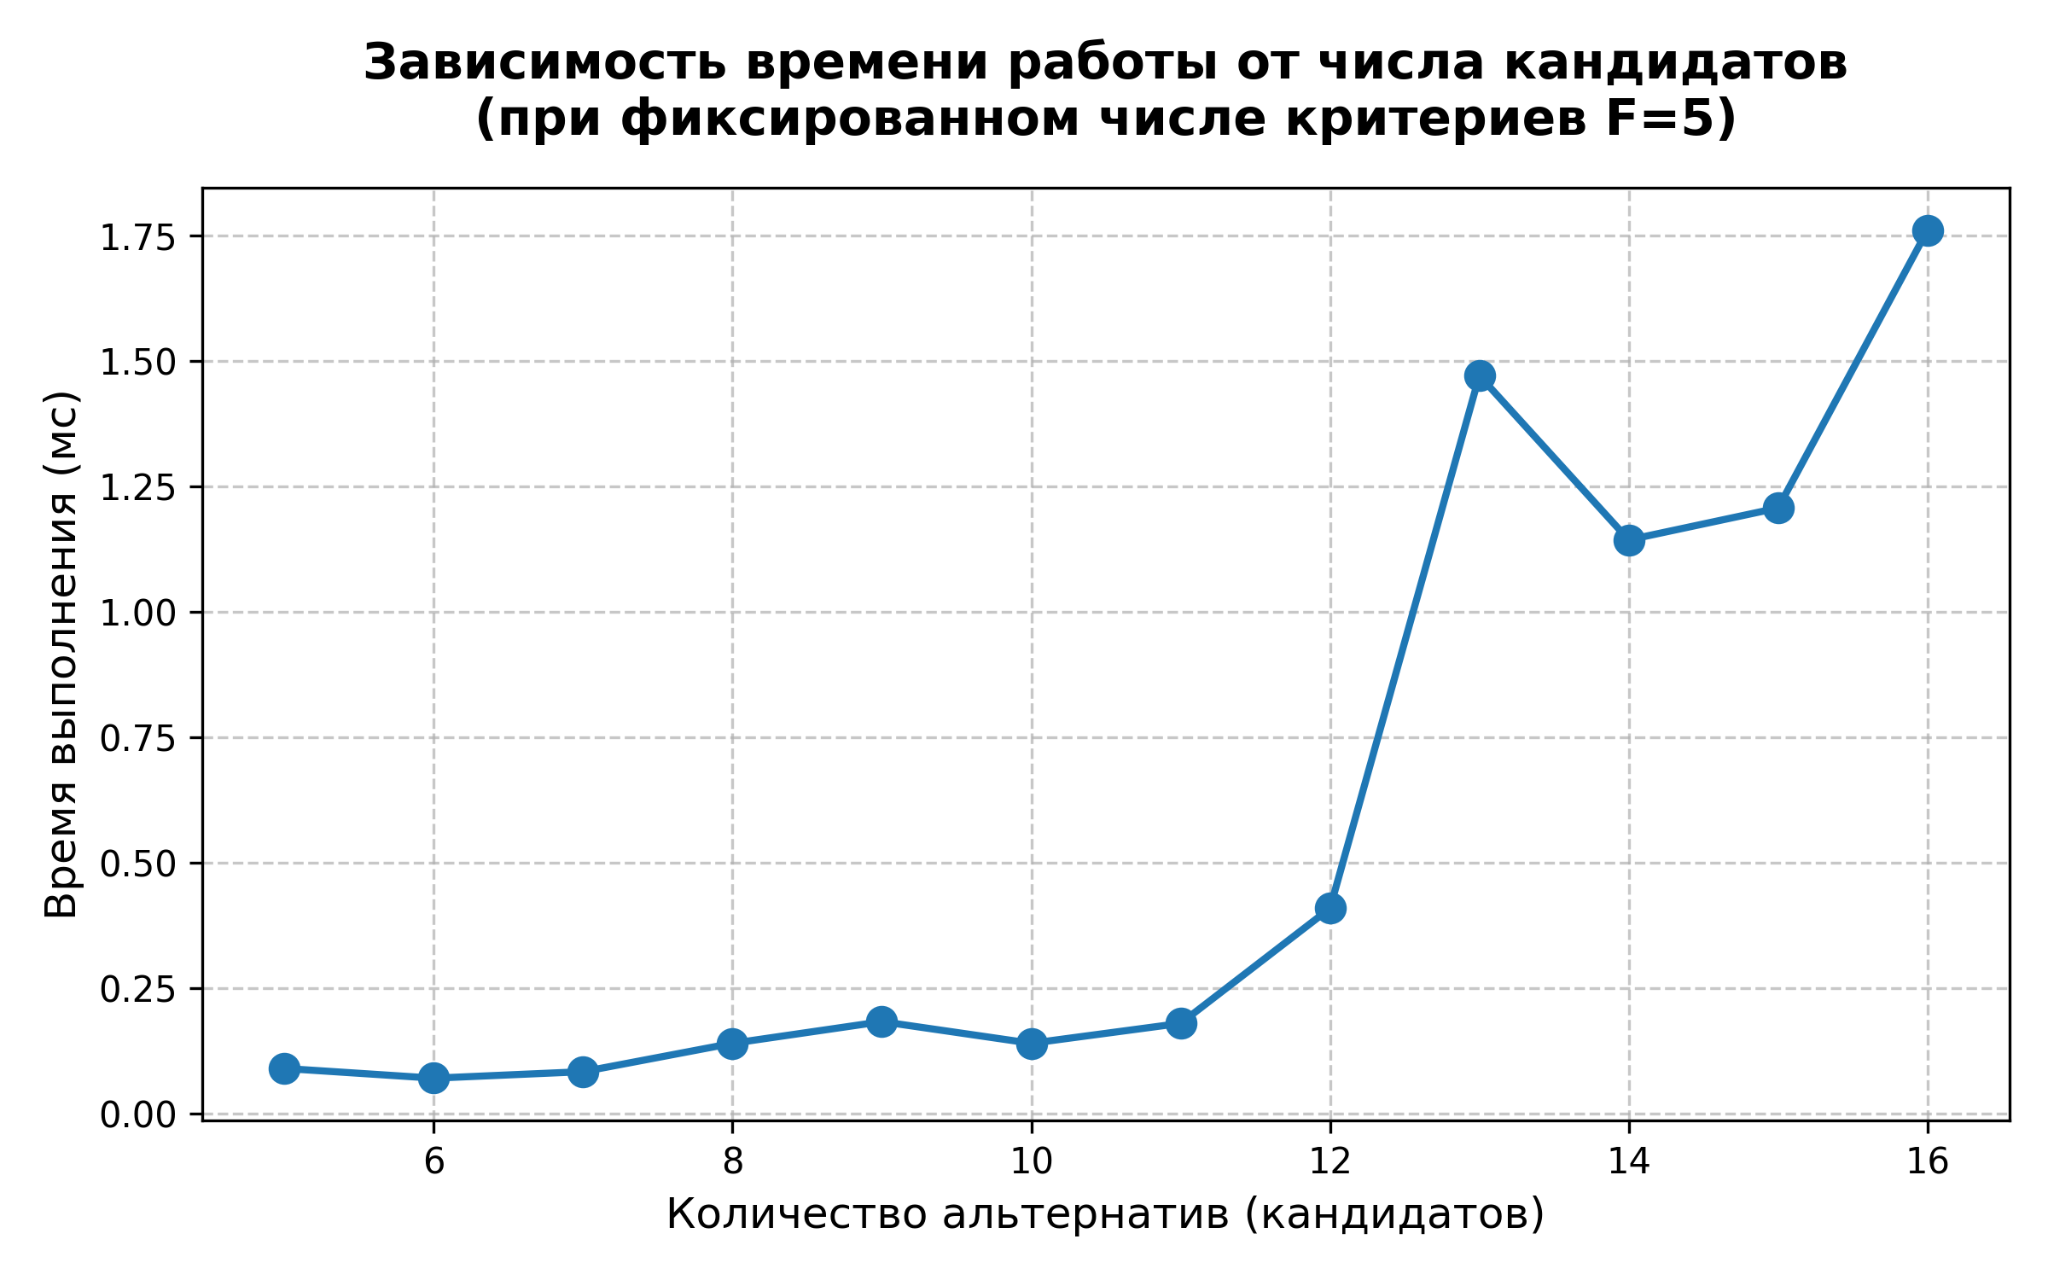 Зависимость времени работы от числа кандидатов
(при фиксированном числе критериев F=5)
Время выполнения (мс)
1.75
1.50
1.25
1.00
0.75
0.50
0.25
0.00
6 8 10 12 14 16
Количество альтернатив (кандидатов)